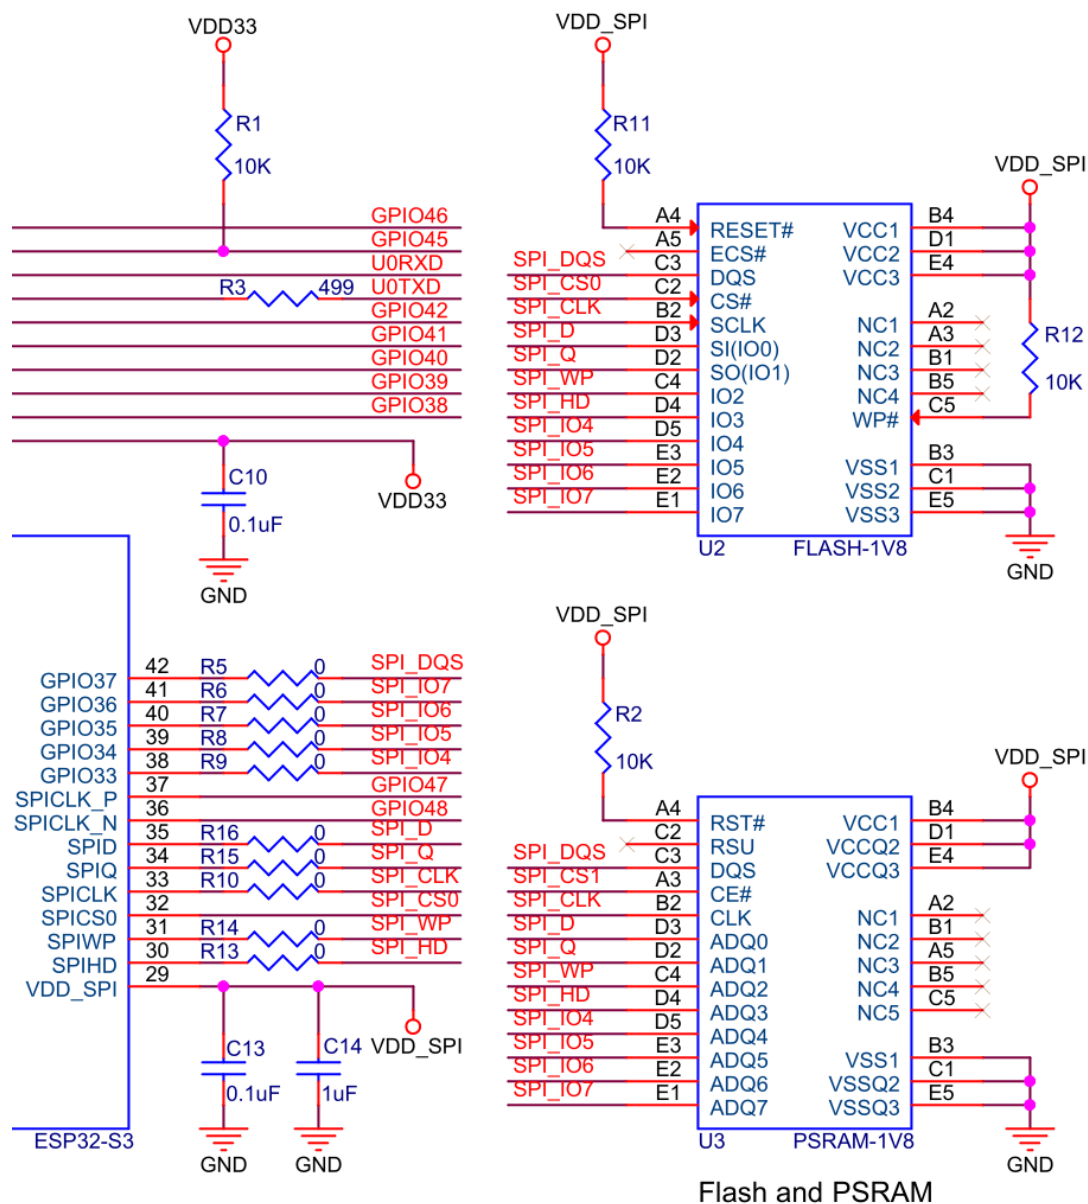 VDD33
R1
10K
GPIO46
GPIO45
U0RXD
R3 499 U0TXD
GPIO42
GPIO41
GPIO40
GPIO39
GPIO38
C10
0.1uF
VDD33
GND
VDD_SPI
R11
10K
VDD_SPI
A4 RESET# VCC1 B4
A5 ECS# VCC2 D1
SPI_DQS C3 DQS VCC3 E4
SPI_CS0 C2 CS#
SPI_CLK B2 SCLK NC1 A2
SPI_D D3 SI(IO0) NC2 A3
SPI_Q D2 SO(IO1) NC3 B1
SPI_WP C4 IO2 NC4 B5
SPI_HD D4 IO3 WP# C5
SPI_IO4 D5 IO4
SPI_IO5 E3 IO5 VSS1 B3
SPI_IO6 E2 IO6 VSS2 C1
SPI_IO7 E1 IO7 VSS3 E5
R12
10K
U2 FLASH-1V8
GND
GPIO37 42 R5 0 SPI_DQS
GPIO36 41 R6 0 SPI_IO7
GPIO35 40 R7 0 SPI_IO6
GPIO34 39 R8 0 SPI_IO5
GPIO33 38 R9 0 SPI_IO4
SPICLK_P 37 GPIO47
SPICLK_N 36 GPIO48
SPID 35 R16 0 SPI_D
SPIQ 34 R15 0 SPI_Q
SPICLK 33 R10 0 SPI_CLK
SPICS0 32 SPI_CS0
SPIWP 31 R14 0 SPI_WP
SPIHD 30 R13 0 SPI_HD
VDD_SPI 29
C13
0.1uF
C14
1uF
VDD_SPI
ESP32-S3
GND
GND
VDD_SPI
R2
10K
VDD_SPI
A4 RST# VCC1 B4
C2 RSU VCCQ2 D1
SPI_DQS C3 DQS VCCQ3 E4
SPI_CS1 A3 CE#
SPI_CLK B2 CLK NC1 A2
SPI_D D3 ADQ0 NC2 B1
SPI_Q D2 ADQ1 NC3 A5
SPI_WP C4 ADQ2 NC4 B5
SPI_HD D4 ADQ3 NC5 C5
SPI_IO4 D5 ADQ4
SPI_IO5 E3 ADQ5 VSS1 B3
SPI_IO6 E2 ADQ6 VSSQ2 C1
SPI_IO7 E1 ADQ7 VSSQ3 E5
U3 PSRAM-1V8
GND
Flash and PSRAM